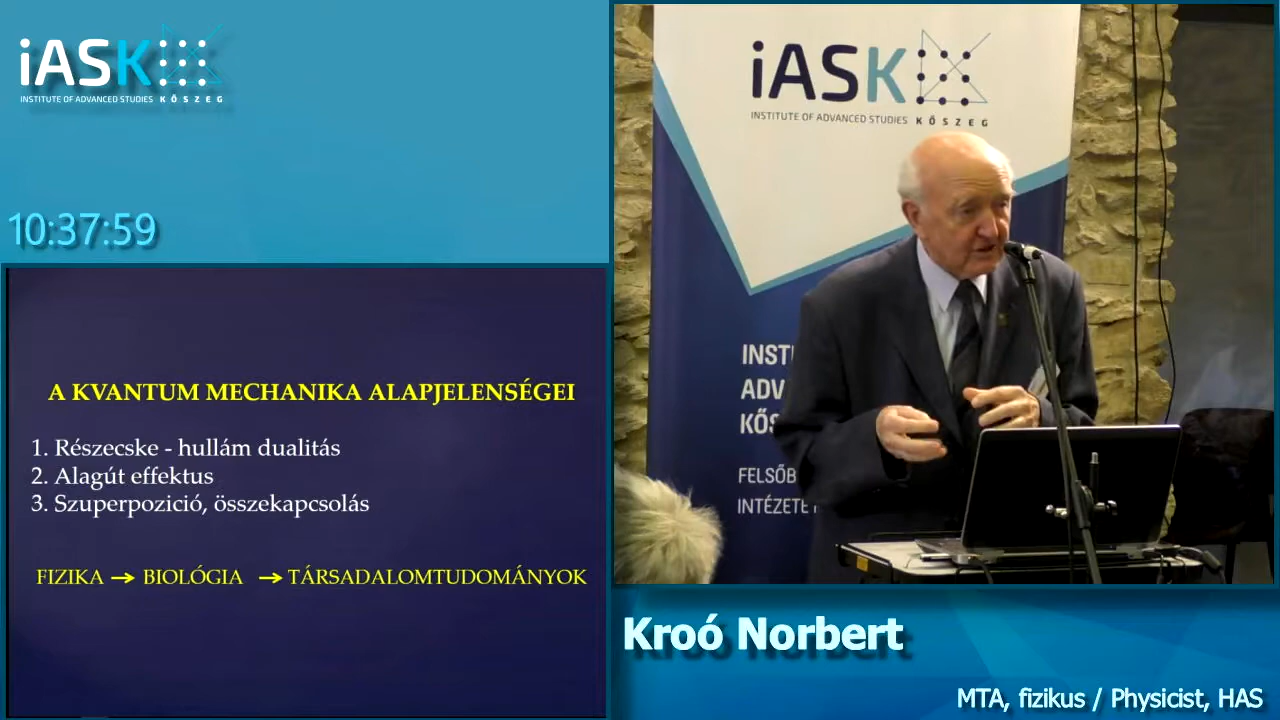 iASK
INSTITUTE OF ADVANCED STUDIES KŐSZEG
10:37:59
A KVANTUM MECHANIKA ALAPJELENSÉGEI
1. Részecske - hullám dualitás
2. Alagút effektus
3. Szuperpozició, összekapcsolás
FIZIKA → BIOLÓGIA → TÁRSADALOMTUDOMÁNYOK
iASK
INSTITUTE OF ADVANCED STUDIES KŐSZEG
INSTI
ADV
KŐS
FELSŐB
INTÉZETE
Kroó Norbert
MTA, fizikus / Physicist, HAS